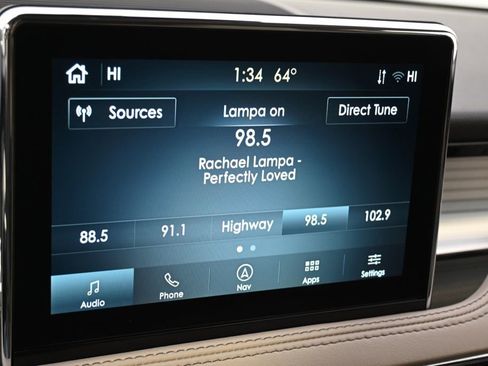 HI 1:34 64° HI
Sources Lampa on Direct Tune
98.5
Rachael Lampa -
Perfectly Loved
88.5 91.1 Highway 98.5 102.9
Audio Phone Nav Apps Settings